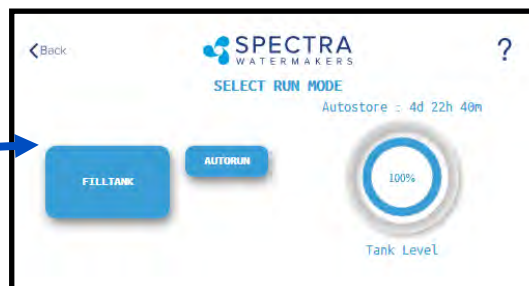 Back
SPECTRA
WATERMAKERS
?
SELECT RUN MODE
Autostore : 4d 22h 40m
FILLTANK
AUTORUN
100%
Tank Level